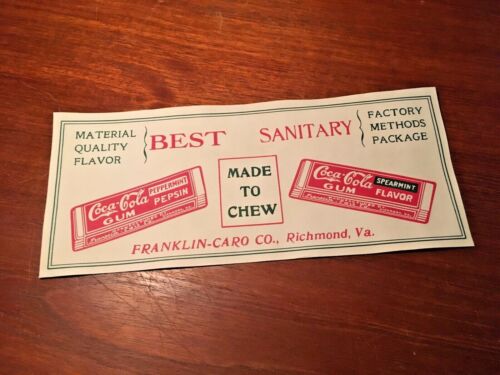 MATERIAL
QUALITY
FLAVOR
BEST SANITARY
FACTORY
METHODS
PACKAGE
Coca-Cola PEPPERMINT
GUM PEPSIN
MADE
TO
CHEW
Coca-Cola SPEARMINT
GUM FLAVOR
FRANKLIN-CARO CO., Richmond, Va.